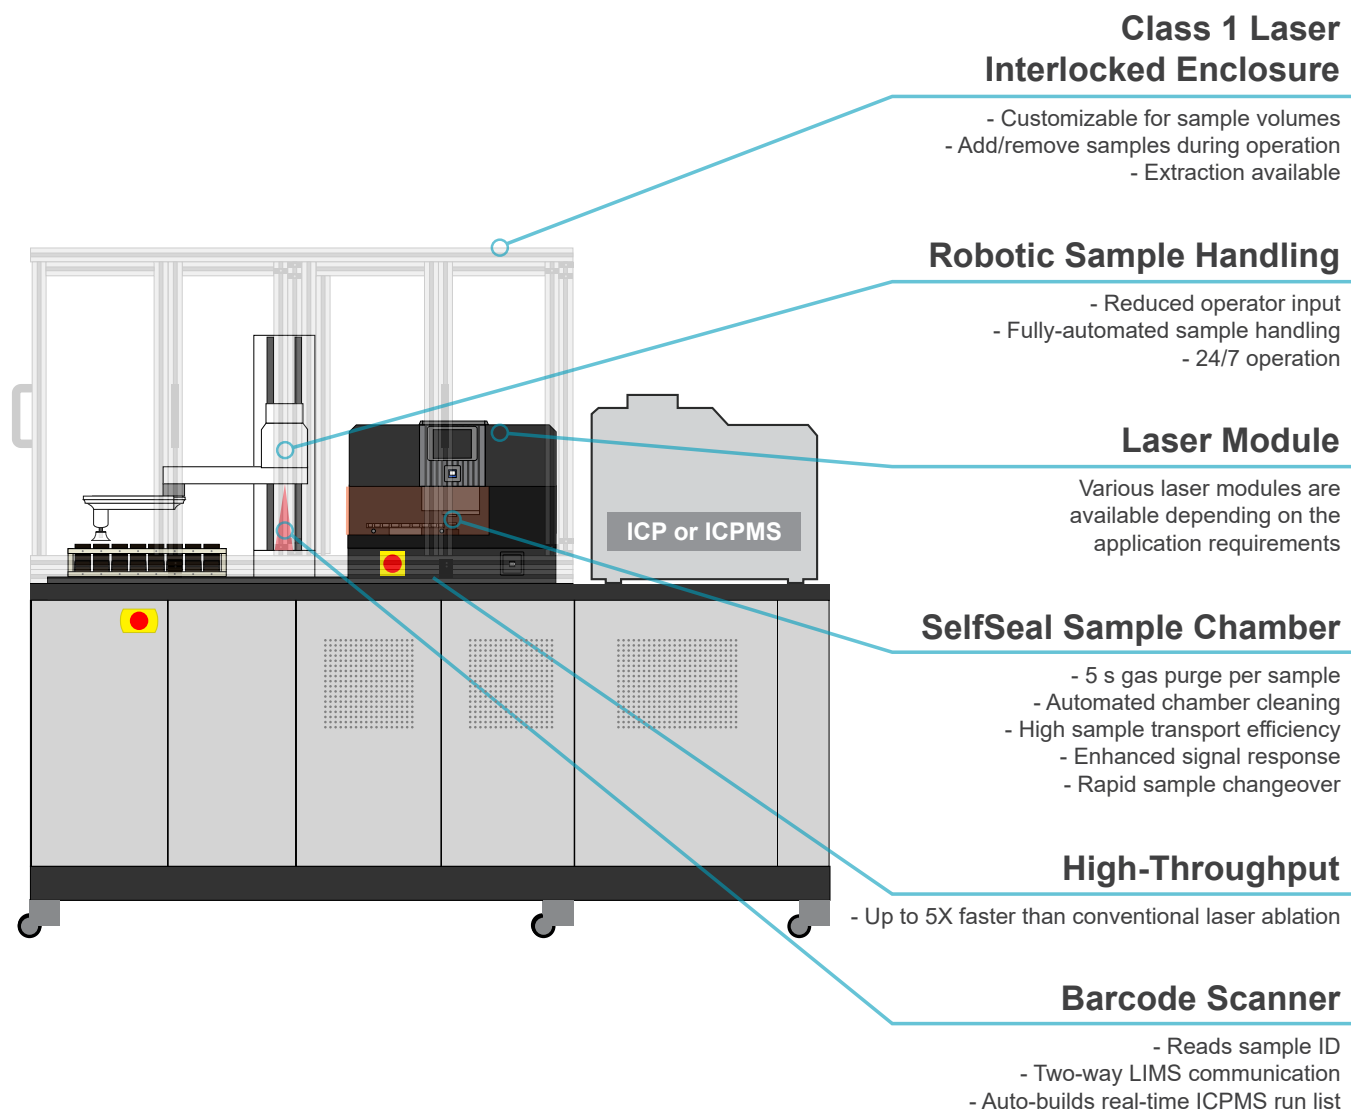 Class 1 Laser
Interlocked Enclosure
- Customizable for sample volumes
- Add/remove samples during operation
- Extraction available
Robotic Sample Handling
- Reduced operator input
- Fully-automated sample handling
- 24/7 operation
Laser Module
Various laser modules are
available depending on the
application requirements
ICP or ICPMS
SelfSeal Sample Chamber
- 5 s gas purge per sample
- Automated chamber cleaning
- High sample transport efficiency
- Enhanced signal response
- Rapid sample changeover
High-Throughput
- Up to 5X faster than conventional laser ablation
Barcode Scanner
- Reads sample ID
- Two-way LIMS communication
- Auto-builds real-time ICPMS run list